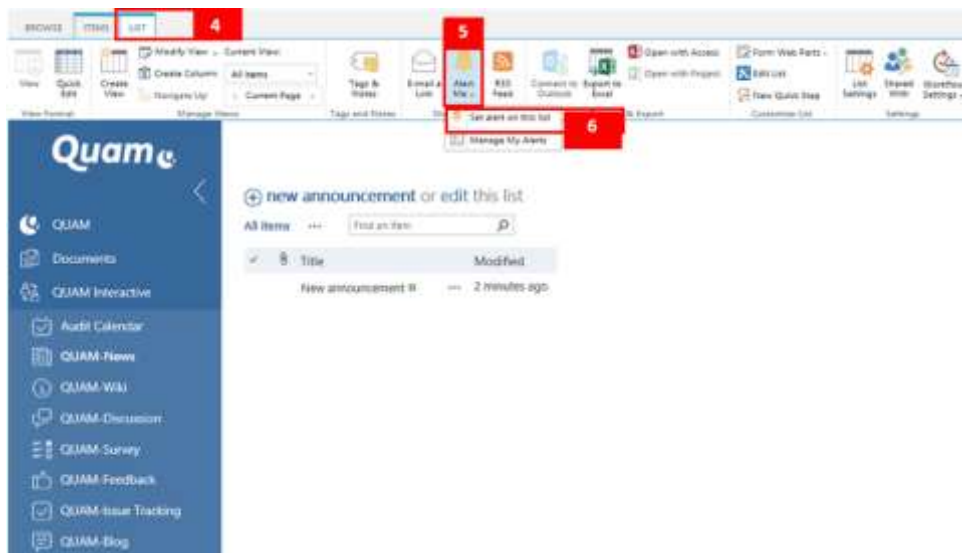 BROWSE ITEMS LIST 4
5
View
Quick Edit
Create View
Modify View
Create Column
Navigate Up
Current View:
All Items
Current Page
Tags & Notes
E-mail a Link
Alert Me
RSS Feeds
Connect to Outlook
Export to Excel
Open with Access
Open with Project
Form Web Parts
Edit List
New Quick Step
List Settings
Shared With
Workflow Settings
View Format Manage Views Tags and Notes & Export Customize List Settings
Set alert on this list 6
Manage My Alerts
Quam
new announcement or edit this list
All items ... Find an item
Title Modified
New announcement ... 2 minutes ago
QUAM
Documents
QUAM Interactive
Audit Calendar
QUAM-News
QUAM-Wiki
QUAM-Discussion
QUAM-Survey
QUAM-Feedback
QUAM-Issue Tracking
QUAM-Blog